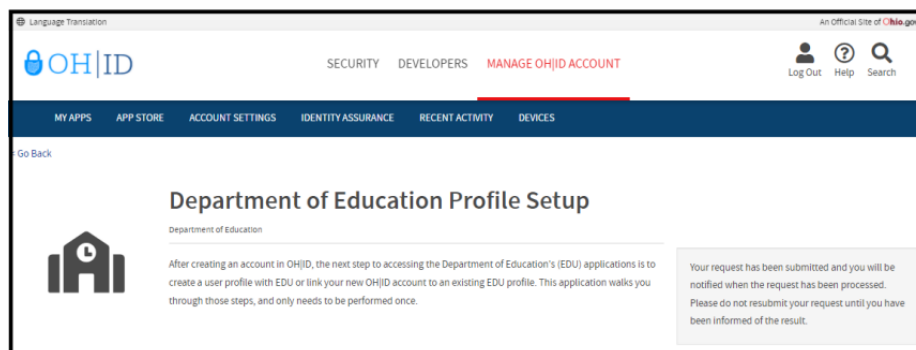 Language Translation
An Official Site of Ohio.gov
OH|ID
SECURITY DEVELOPERS MANAGE OH|ID ACCOUNT
Log Out Help Search
MY APPS APP STORE ACCOUNT SETTINGS IDENTITY ASSURANCE RECENT ACTIVITY DEVICES
< Go Back
Department of Education Profile Setup
Department of Education
After creating an account in OH|ID, the next step to accessing the Department of Education's (EDU) applications is to
create a user profile with EDU or link your new OH|ID account to an existing EDU profile. This application walks you
through those steps, and only needs to be performed once.
Your request has been submitted and you will be
notified when the request has been processed.
Please do not resubmit your request until you have
been informed of the result.